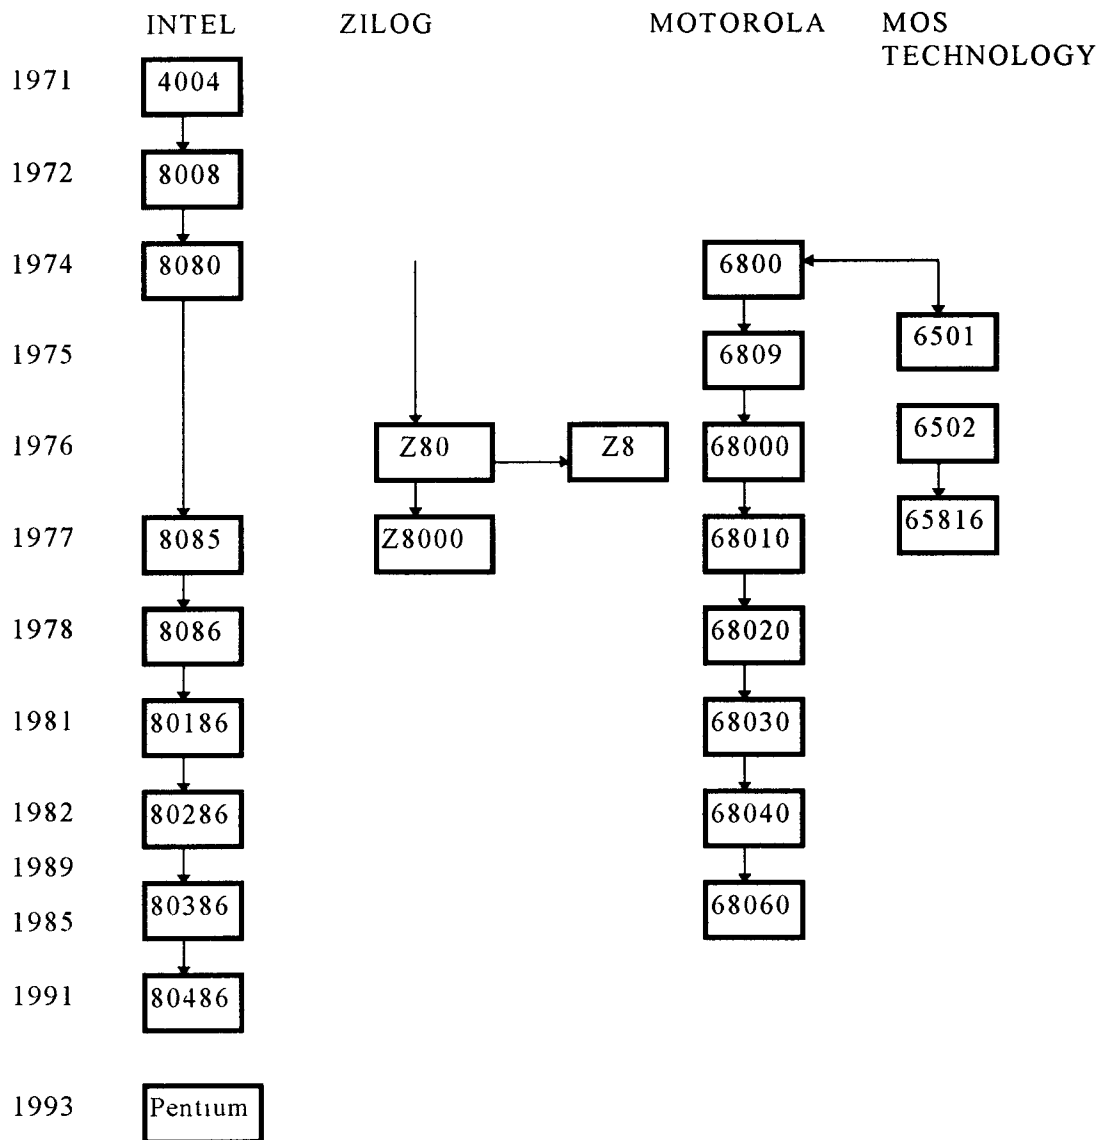 INTEL ZILOG MOTOROLA MOS
TECHNOLOGY
1971 4004
1972 8008
1974 8080 6800
6501
1975 6809
6502
1976 Z80 Z8 68000
65816
1977 8085 Z8000 68010
1978 8086 68020
1981 80186 68030
1982 80286 68040
1989
80386 68060
1985
1991 80486
1993 Pentium